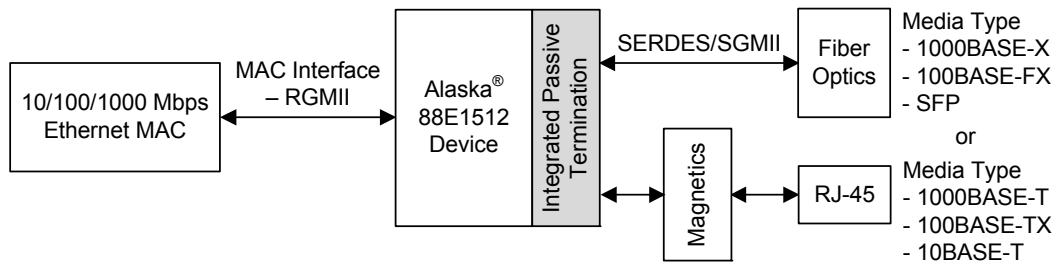 10/100/1000 Mbps
Ethernet MAC
MAC Interface
– RGMII
Alaska®
88E1512
Device
Integrated Passive
Termination
SERDES/SGMII
Fiber
Optics
Media Type
- 1000BASE-X
- 100BASE-FX
- SFP
or
Magnetics
RJ-45
Media Type
- 1000BASE-T
- 100BASE-TX
- 10BASE-T